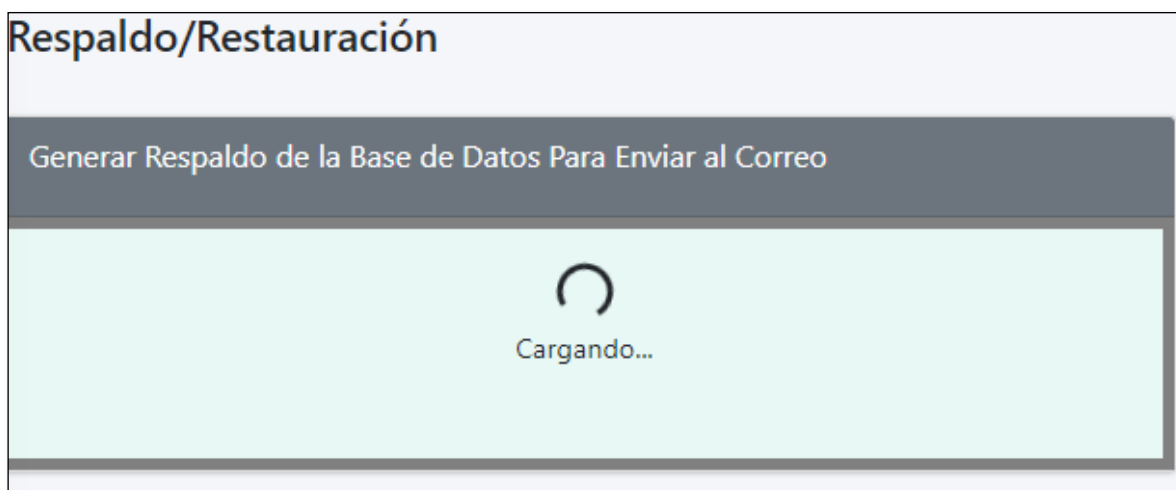 Respaldo/Restauración
Generar Respaldo de la Base de Datos Para Enviar al Correo
Cargando...